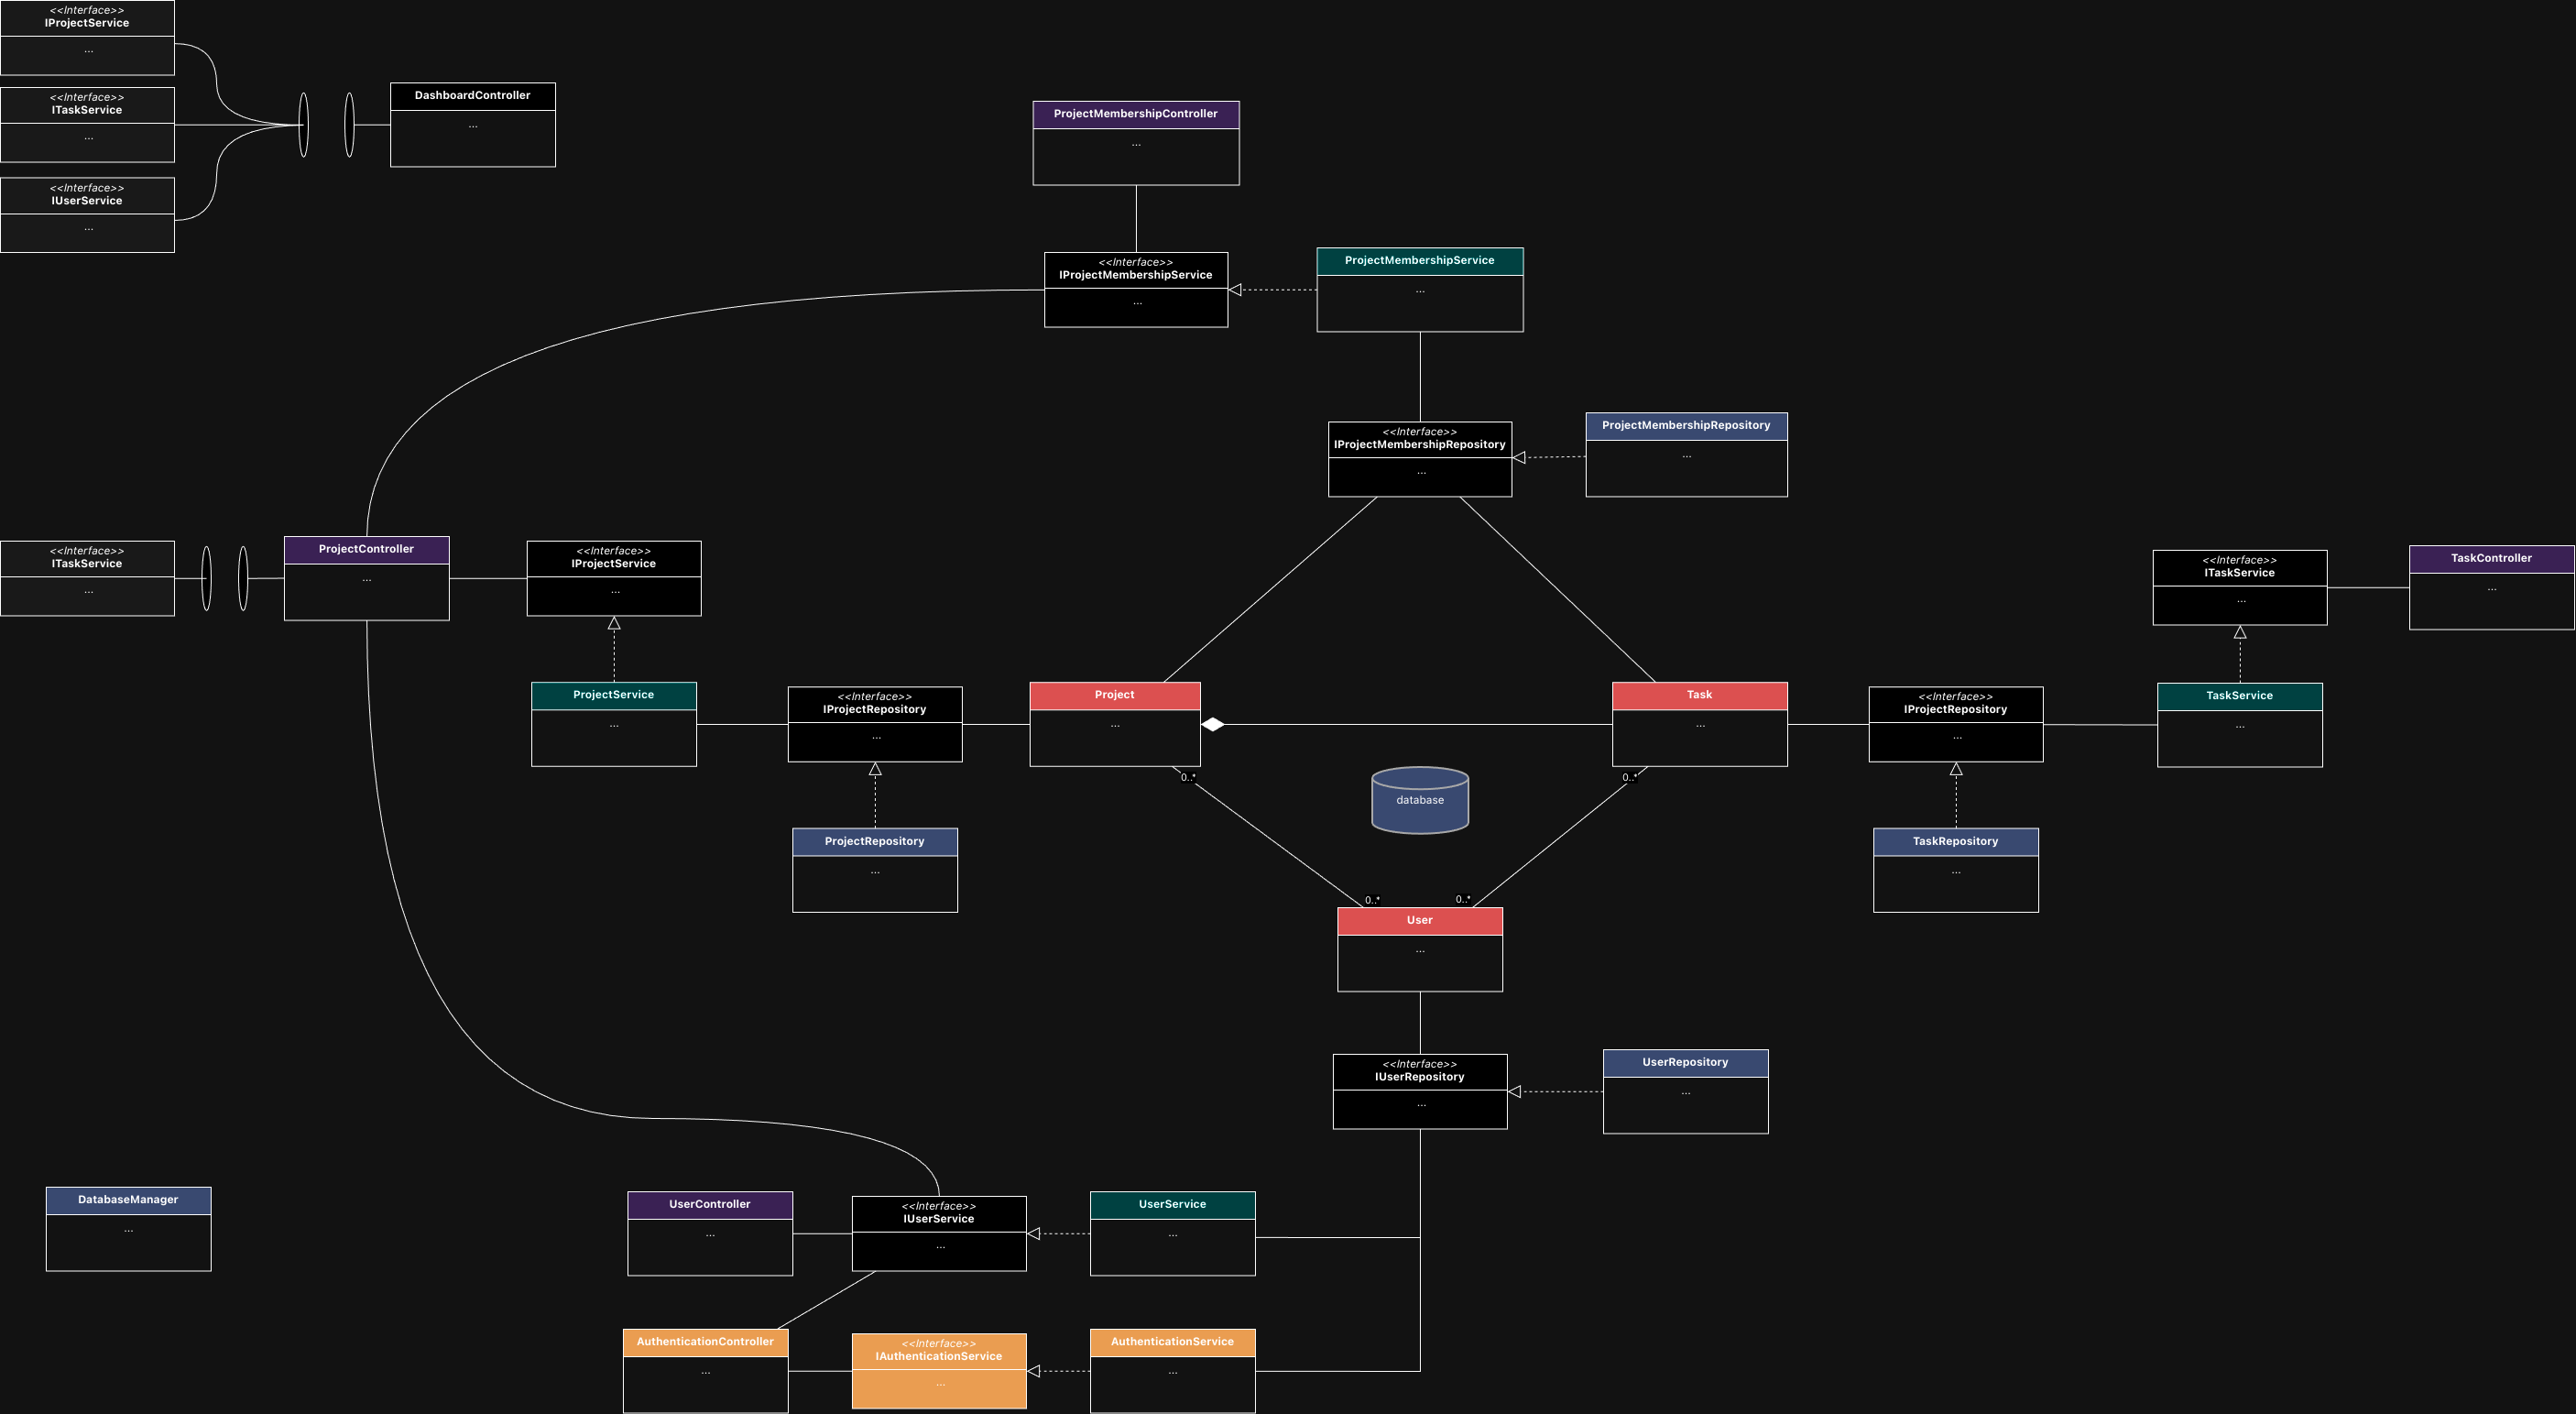 <<Interface>>
IProjectService
...
<<Interface>>
ITaskService
...
<<Interface>>
IUserService
...
DashboardController
...
ProjectMembershipController
...
<<Interface>>
IProjectMembershipService
...
ProjectMembershipService
...
<<Interface>>
IProjectMembershipRepository
...
ProjectMembershipRepository
...
<<Interface>>
ITaskService
...
ProjectController
...
<<Interface>>
IProjectService
...
<<Interface>>
ITaskService
...
TaskController
...
ProjectService
...
<<Interface>>
IProjectRepository
...
Project
...
Task
...
<<Interface>>
IProjectRepository
...
TaskService
...
0..*
0..*
database
ProjectRepository
...
TaskRepository
...
0..*
0..*
User
...
<<Interface>>
IUserRepository
...
UserRepository
...
DatabaseManager
...
UserController
...
<<Interface>>
IUserService
...
UserService
...
AuthenticationController
...
<<Interface>>
IAuthenticationService
...
AuthenticationService
...